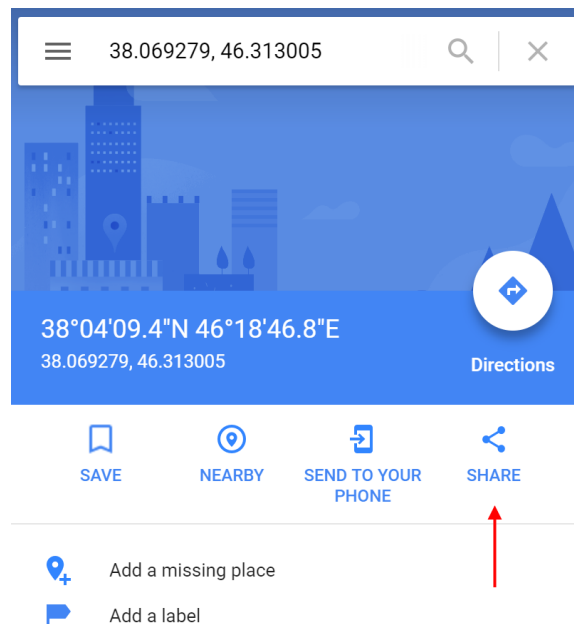 38.069279, 46.313005
38°04'09.4"N 46°18'46.8"E
38.069279, 46.313005
Directions
SAVE
NEARBY
SEND TO YOUR
PHONE
SHARE
Add a missing place
Add a label